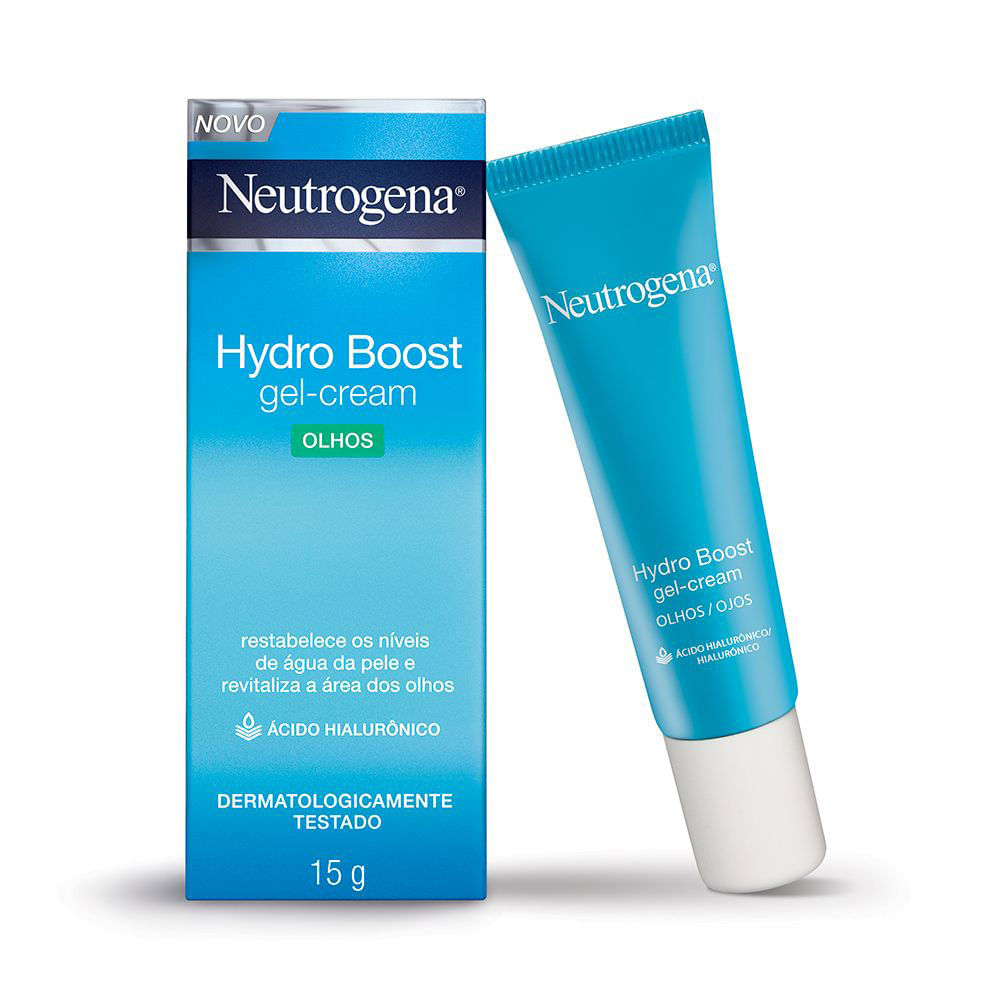 NOVO
Neutrogena®
Hydro Boost
gel-cream
OLHOS
restabelece os níveis
de água da pele e
revitaliza a área dos olhos
ÁCIDO HIALURÔNICO
DERMATOLOGICAMENTE
TESTADO
15 g
Neutrogena®
Hydro Boost
gel-cream
OLHOS / OJOS
ÁCIDO HIALURÔNICO/
HIALURÓNICO